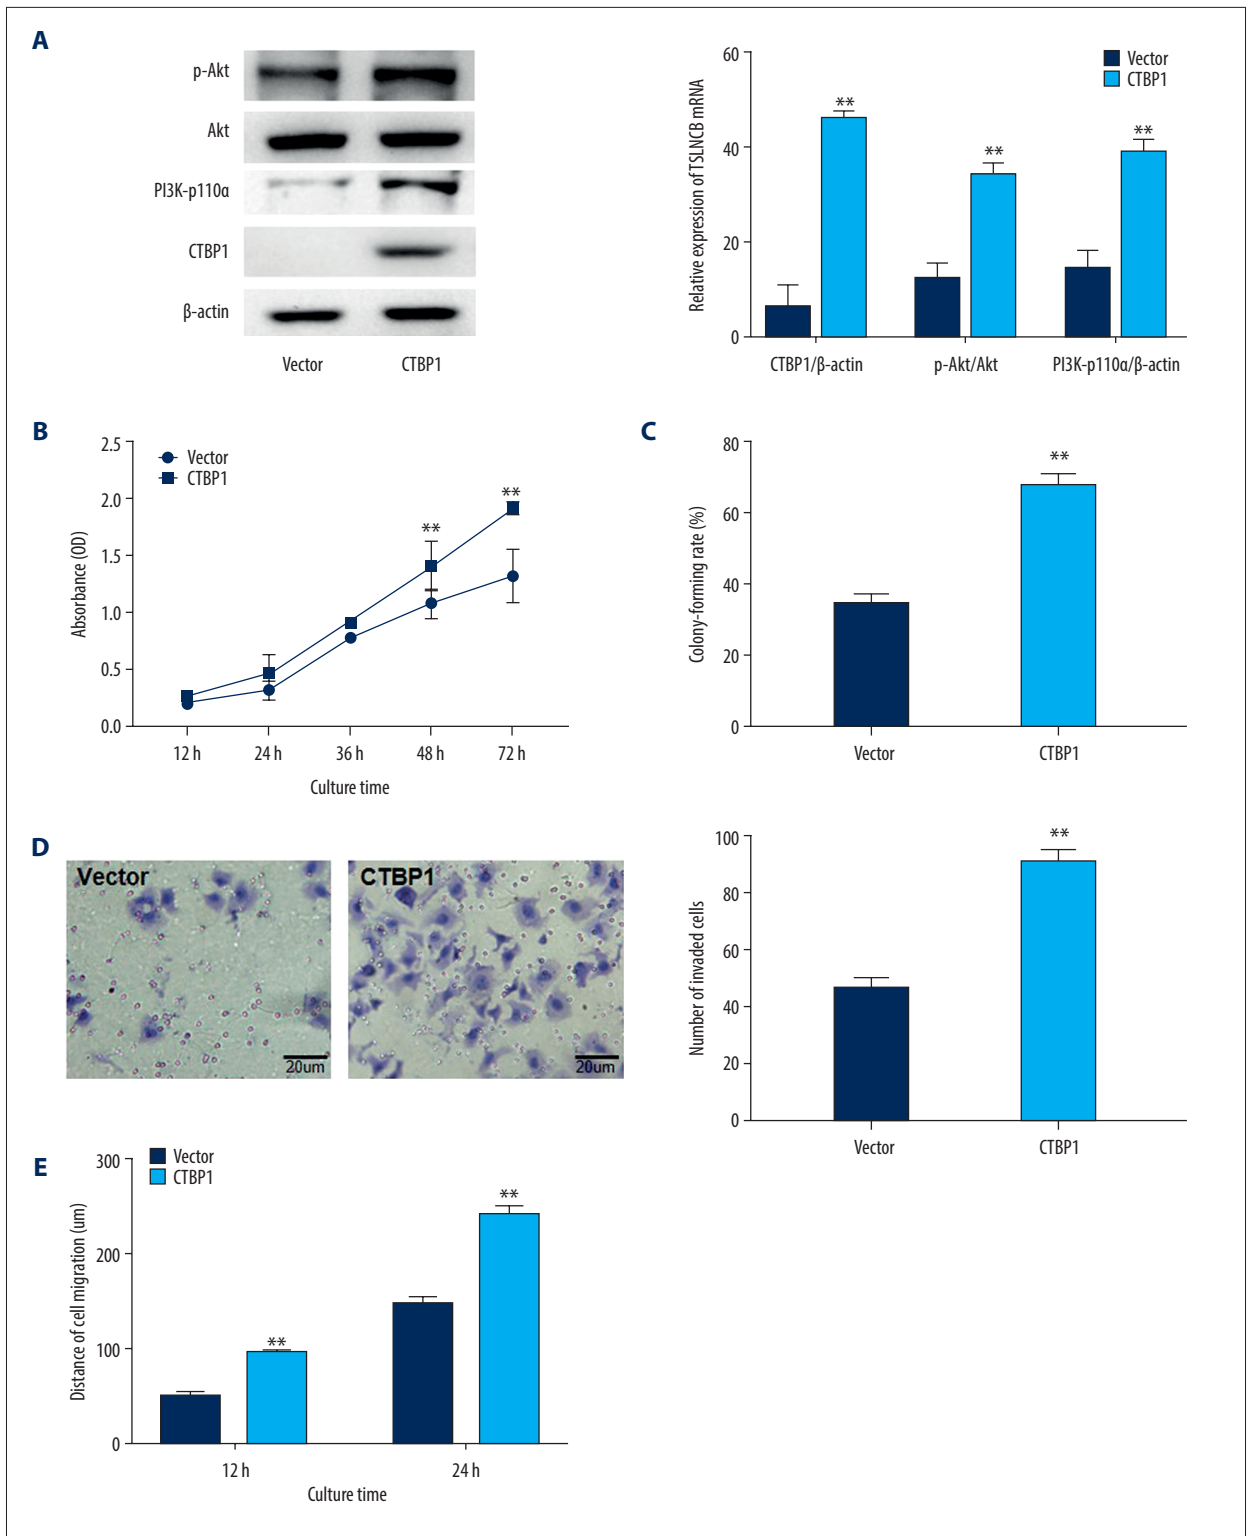 A
p-Akt
Akt
PI3K-p110α
CTBP1
β-actin
Vector
CTBP1
60
40
20
0
Relative expression of TSLNCB mRNA
Vector
CTBP1
**
**
**
CTBP1/β-actin
p-Akt/Akt
PI3K-p110α/β-actin
B
2.5
2.0
1.5
1.0
0.5
0.0
Absorbance (OD)
Vector
CTBP1
**
**
12 h
24 h
36 h
48 h
72 h
Culture time
C
80
60
40
20
0
Colony-forming rate (%)
**
Vector
CTBP1
D
Vector
20um
CTBP1
20um
100
80
60
40
20
0
Number of invaded cells
**
Vector
CTBP1
E
300
200
100
0
Distance of cell migration (um)
Vector
CTBP1
**
**
12 h
24 h
Culture time